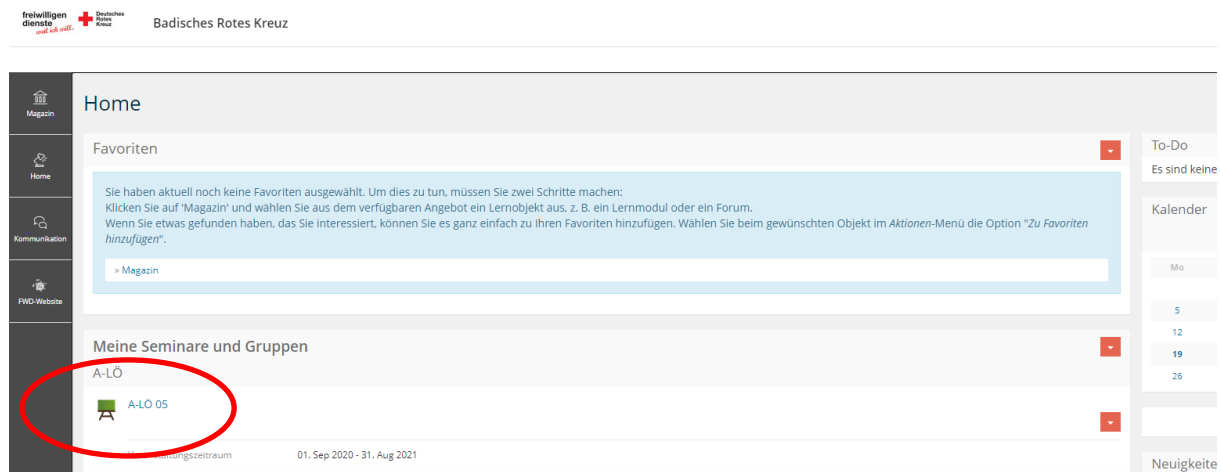 freiwilligen
dienste
weil ich will.
Deutsches
Rotes
Kreuz
Badisches Rotes Kreuz
Magazin
Home
Kommunikation
FWD-Website
Home
Favoriten
Sie haben aktuell noch keine Favoriten ausgewählt. Um dies zu tun, müssen Sie zwei Schritte machen:
Klicken Sie auf 'Magazin' und wählen Sie aus dem verfügbaren Angebot ein Lernobjekt aus, z. B. ein Lernmodul oder ein Forum.
Wenn Sie etwas gefunden haben, das Sie interessiert, können Sie es ganz einfach zu Ihren Favoriten hinzufügen. Wählen Sie beim gewünschten Objekt im Aktionen-Menü die Option "Zu Favoriten
hinzufügen".
» Magazin
Meine Seminare und Gruppen
A-LÖ
A-LÖ 05
01. Sep 2020 - 31. Aug 2021
To-Do
Es sind keine
Kalender
Mo
5
12
19
26
Neuigkeite